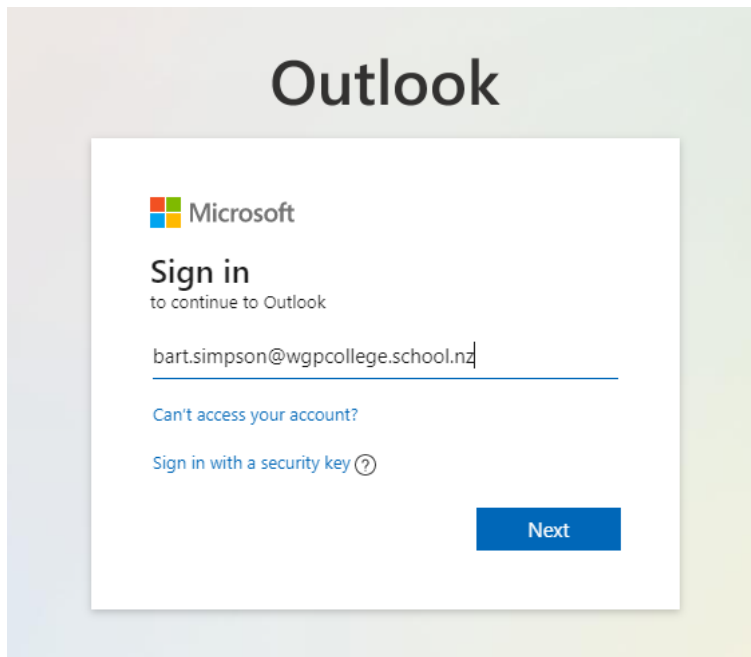 Outlook
Microsoft
Sign in
to continue to Outlook
bart.simpson@wgpcollege.school.nz
Can't access your account?
Sign in with a security key ?
Next